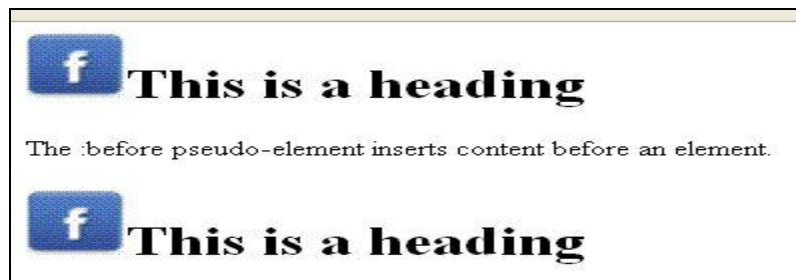 f This is a heading
The :before pseudo-element inserts content before an element.
f This is a heading